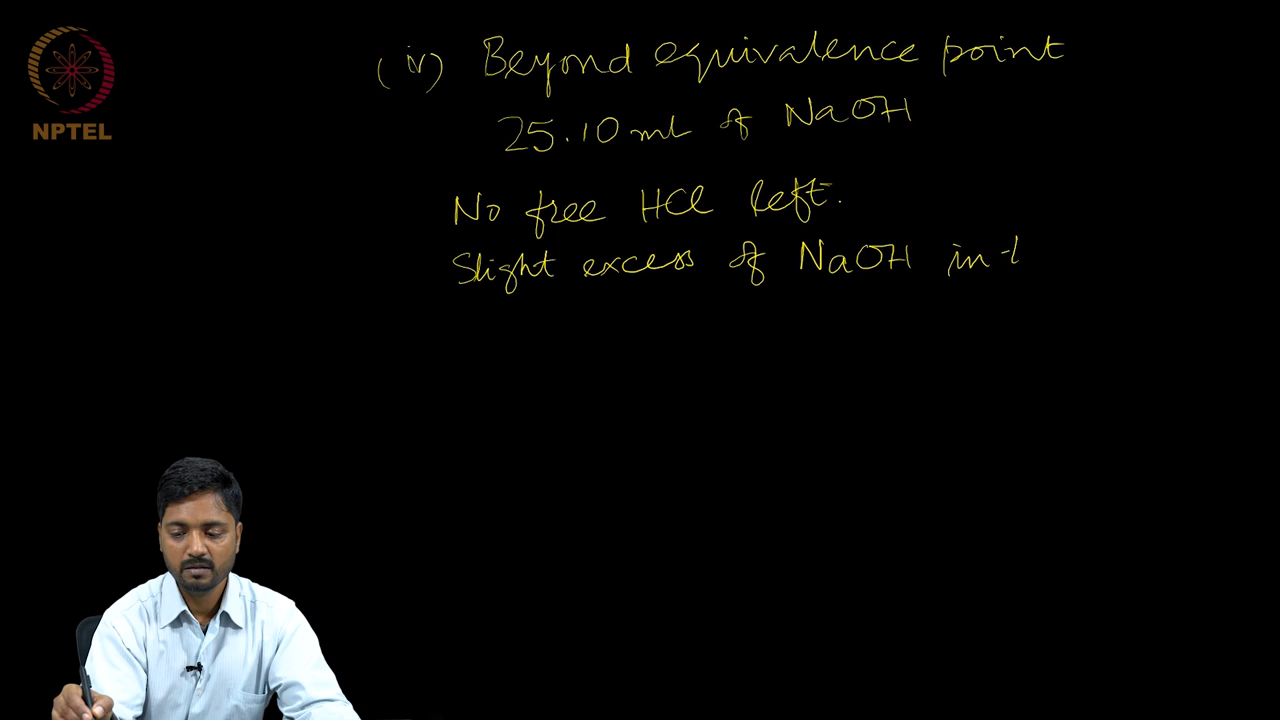 NPTEL
(iv) Beyond equivalence point
25.10 ml of NaOH
No free HCl left.
Slight excess of NaOH in